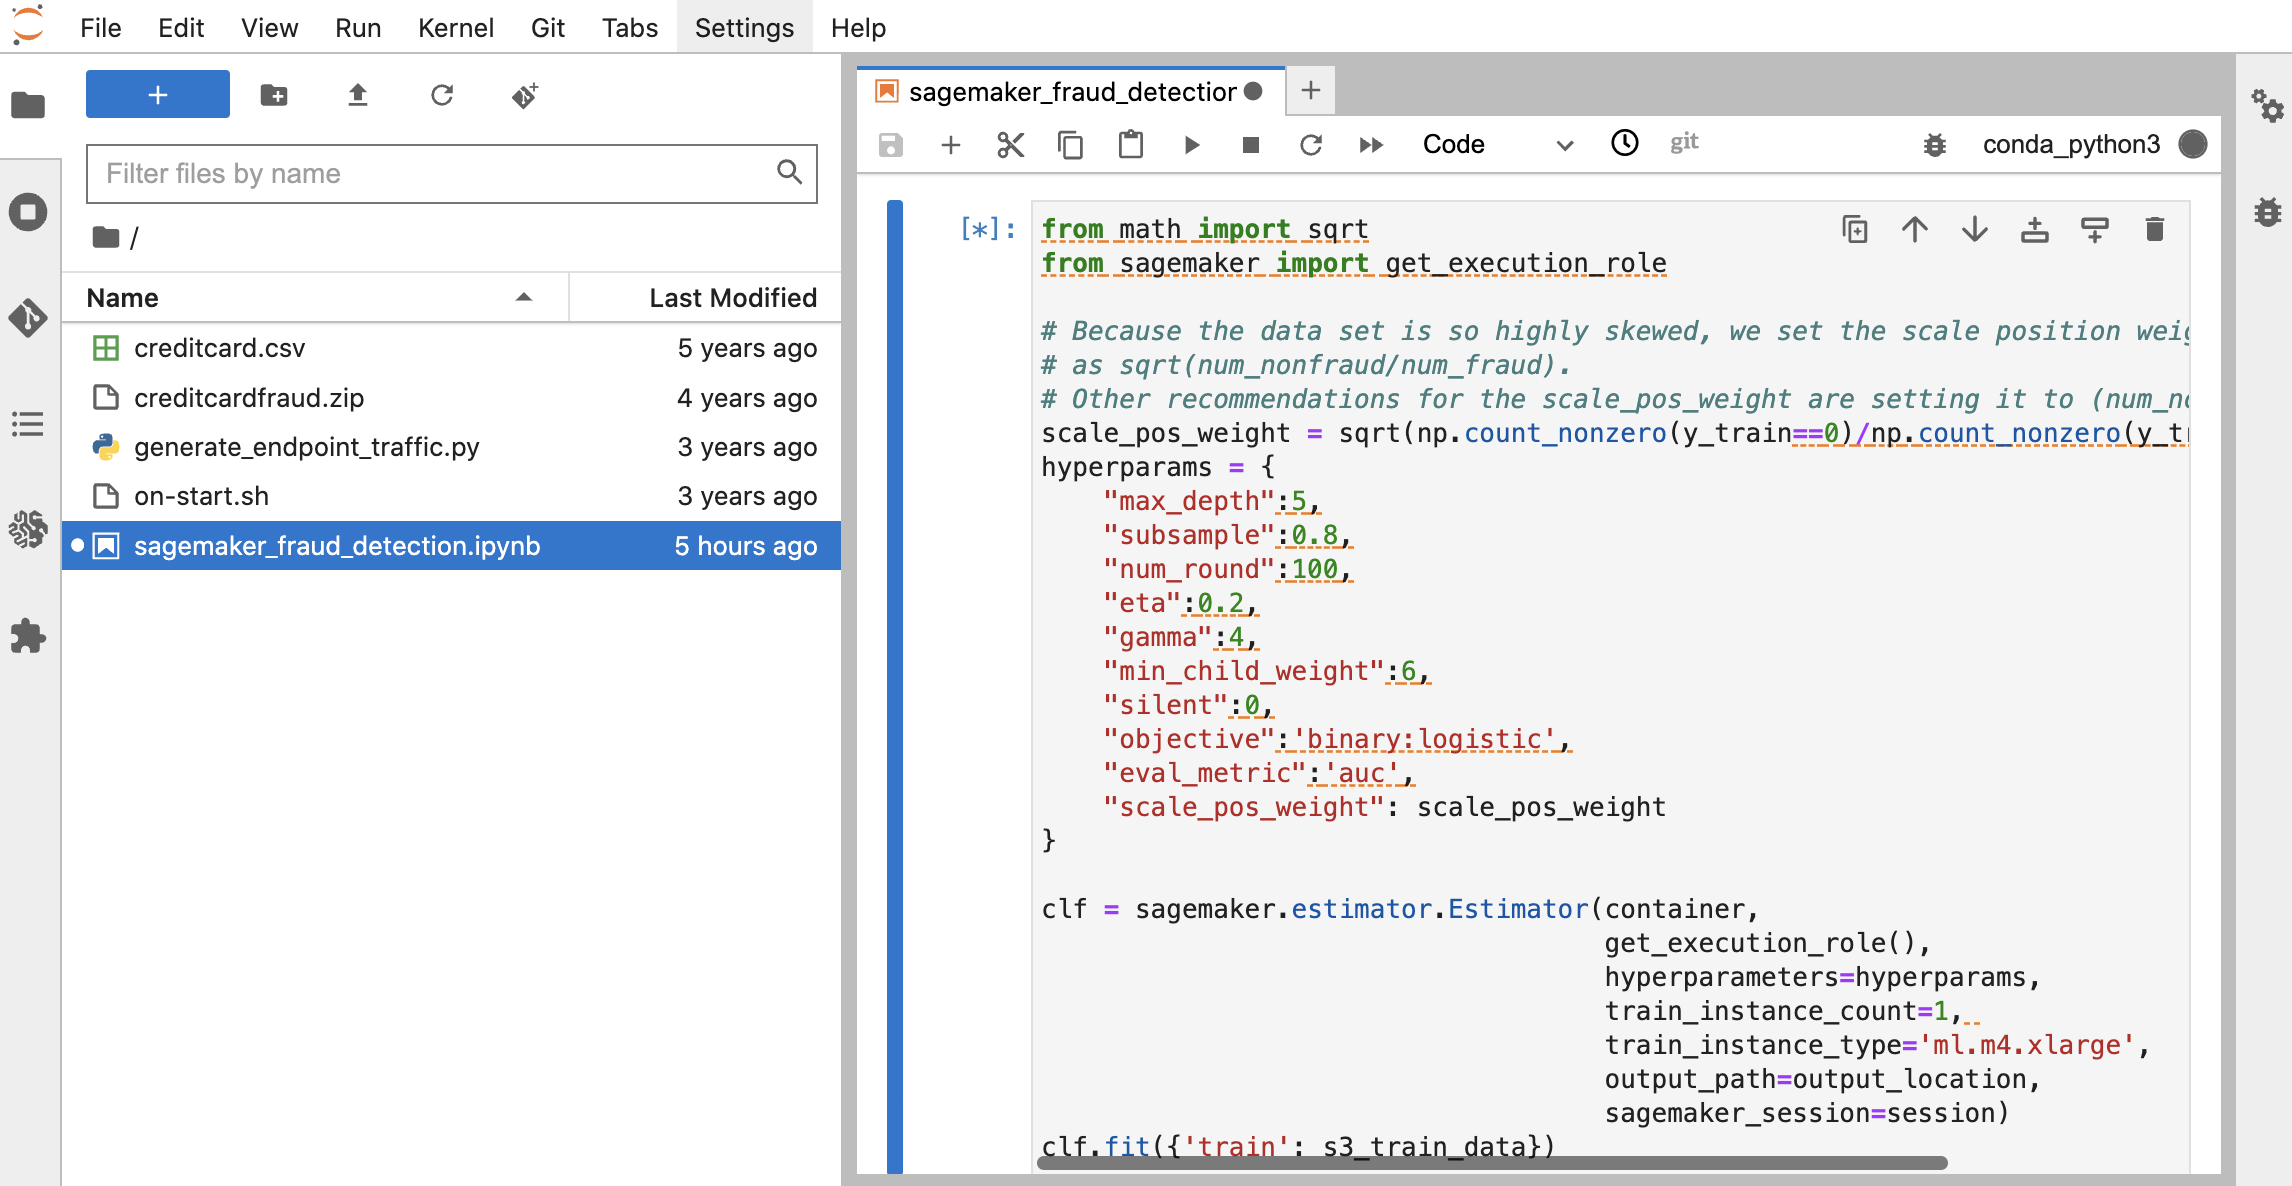 File Edit View Run Kernel Git Tabs Settings Help
Filter files by name
/
Name Last Modified
creditcard.csv 5 years ago
creditcardfraud.zip 4 years ago
generate_endpoint_traffic.py 3 years ago
on-start.sh 3 years ago
sagemaker_fraud_detection.ipynb 5 hours ago
sagemaker_fraud_detection
Code git conda_python3
[*]:
from math import sqrt
from sagemaker import get_execution_role
# Because the data set is so highly skewed, we set the scale position
# as sqrt(num_nonfraud/num_fraud).
# Other recommendations for the scale_pos_weight are setting it to
scale_pos_weight = sqrt(np.count_nonzero(y_train==0)/np.count_nonzero(
hyperparams = {
    "max_depth":5,
    "subsample":0.8,
    "num_round":100,
    "eta":0.2,
    "gamma":4,
    "min_child_weight":6,
    "silent":0,
    "objective":'binary:logistic',
    "eval_metric":'auc',
    "scale_pos_weight": scale_pos_weight
}
clf = sagemaker.estimator.Estimator(container,
                                    get_execution_role(),
                                    hyperparameters=hyperparams,
                                    train_instance_count=1,
                                    train_instance_type='ml.m4.xlarge',
                                    output_path=output_location,
                                    sagemaker_session=session)
clf.fit({'train': s3_train_data})